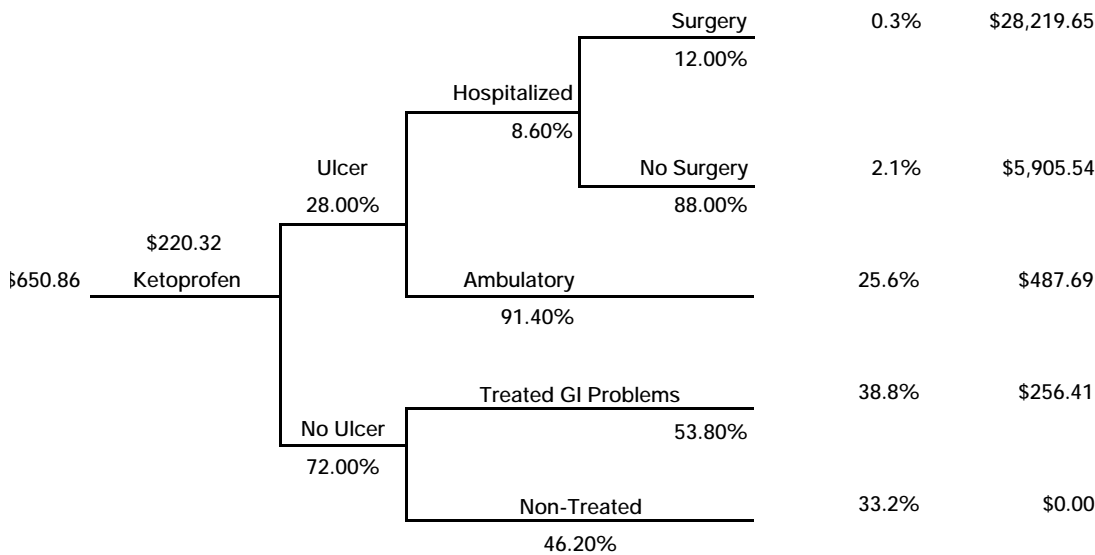 Surgery 0.3% $28,219.65
12.00%
Hospitalized
8.60%
Ulcer No Surgery 2.1% $5,905.54
28.00% 88.00%
$220.32
$650.86 Ketoprofen Ambulatory 25.6% $487.69
91.40%
Treated GI Problems 38.8% $256.41
No Ulcer 53.80%
72.00%
Non-Treated 33.2% $0.00
46.20%